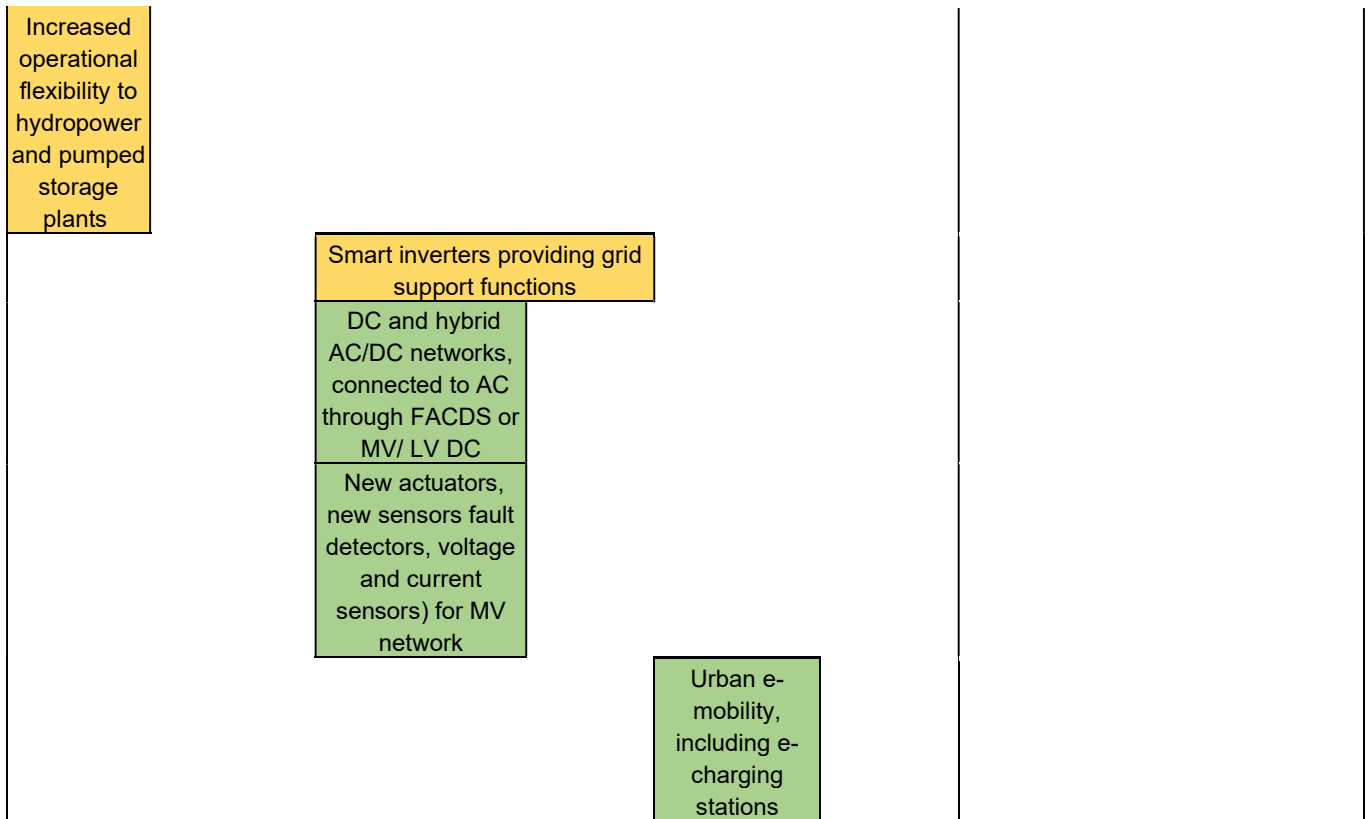 Increased
operational
flexibility to
hydropower
and pumped
storage
plants
Smart inverters providing grid
support functions
DC and hybrid
AC/DC networks,
connected to AC
through FACDS or
MV/ LV DC
New actuators,
new sensors fault
detectors, voltage
and current
sensors) for MV
network
Urban e-
mobility,
including e-
charging
stations